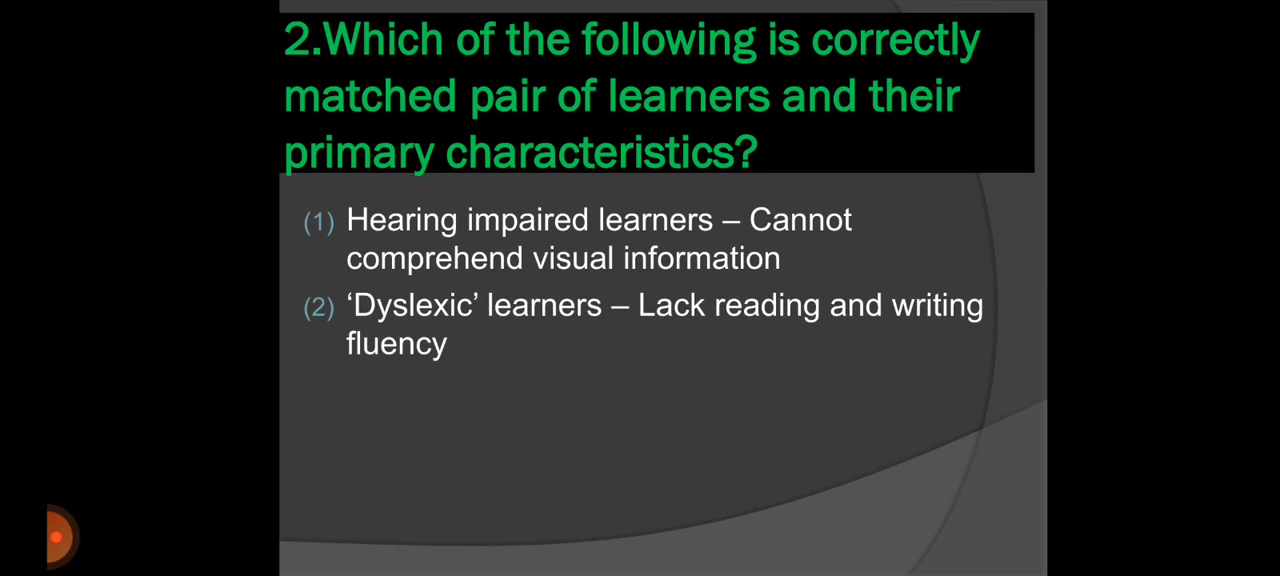 2.Which of the following is correctly
matched pair of learners and their
primary characteristics?
(1) Hearing impaired learners – Cannot
comprehend visual information
(2) ‘Dyslexic’ learners – Lack reading and writing
fluency